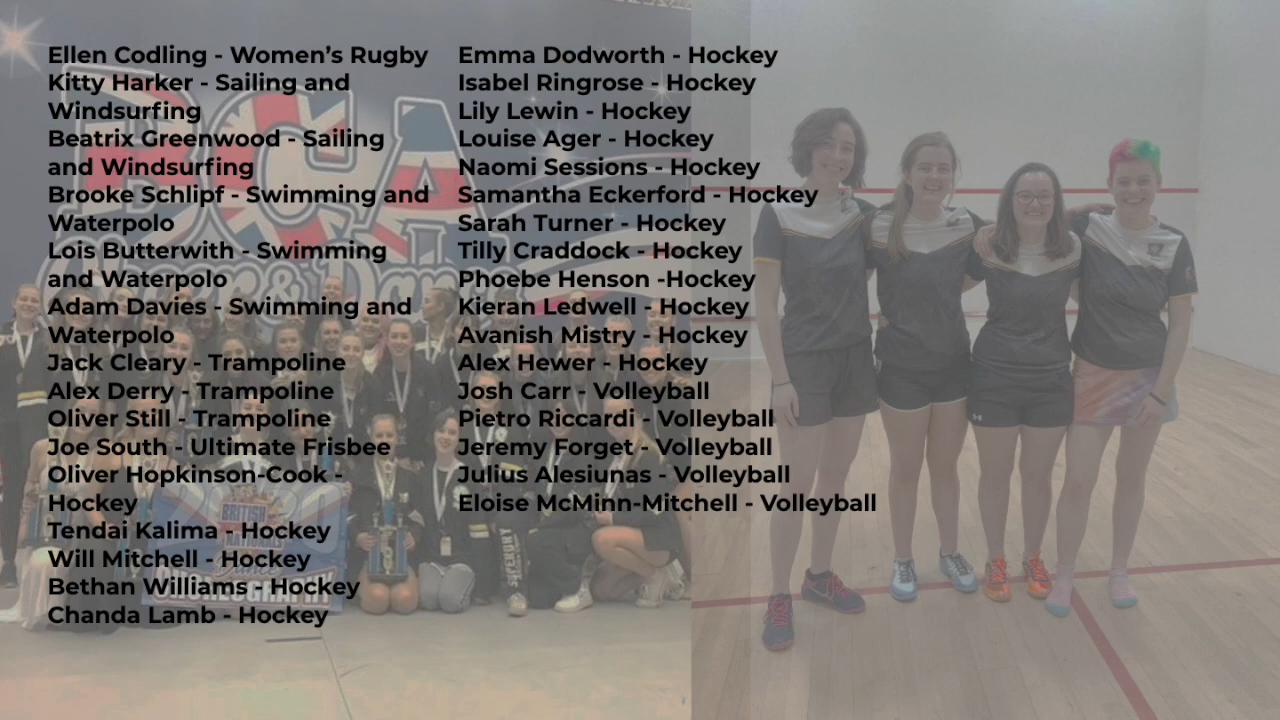 Ellen Codling - Women’s Rugby
Kitty Harker - Sailing and
Windsurfing
Beatrix Greenwood - Sailing
and Windsurfing
Brooke Schlipf - Swimming and
Waterpolo
Lois Butterwith - Swimming
and Waterpolo
Adam Davies - Swimming and
Waterpolo
Jack Cleary - Trampoline
Alex Derry - Trampoline
Oliver Still - Trampoline
Joe South - Ultimate Frisbee
Oliver Hopkinson-Cook -
Hockey
Tendai Kalima - Hockey
Will Mitchell - Hockey
Bethan Williams - Hockey
Chanda Lamb - Hockey
Emma Dodworth - Hockey
Isabel Ringrose - Hockey
Lily Lewin - Hockey
Louise Ager - Hockey
Naomi Sessions - Hockey
Samantha Eckerford - Hockey
Sarah Turner - Hockey
Tilly Craddock - Hockey
Phoebe Henson -Hockey
Kieran Ledwell - Hockey
Avanish Mistry - Hockey
Alex Hewer - Hockey
Josh Carr - Volleyball
Pietro Riccardi - Volleyball
Jeremy Forget - Volleyball
Julius Alesiunas - Volleyball
Eloise McMinn-Mitchell - Volleyball
BCA
2020
BRITISH
SUPERDRY